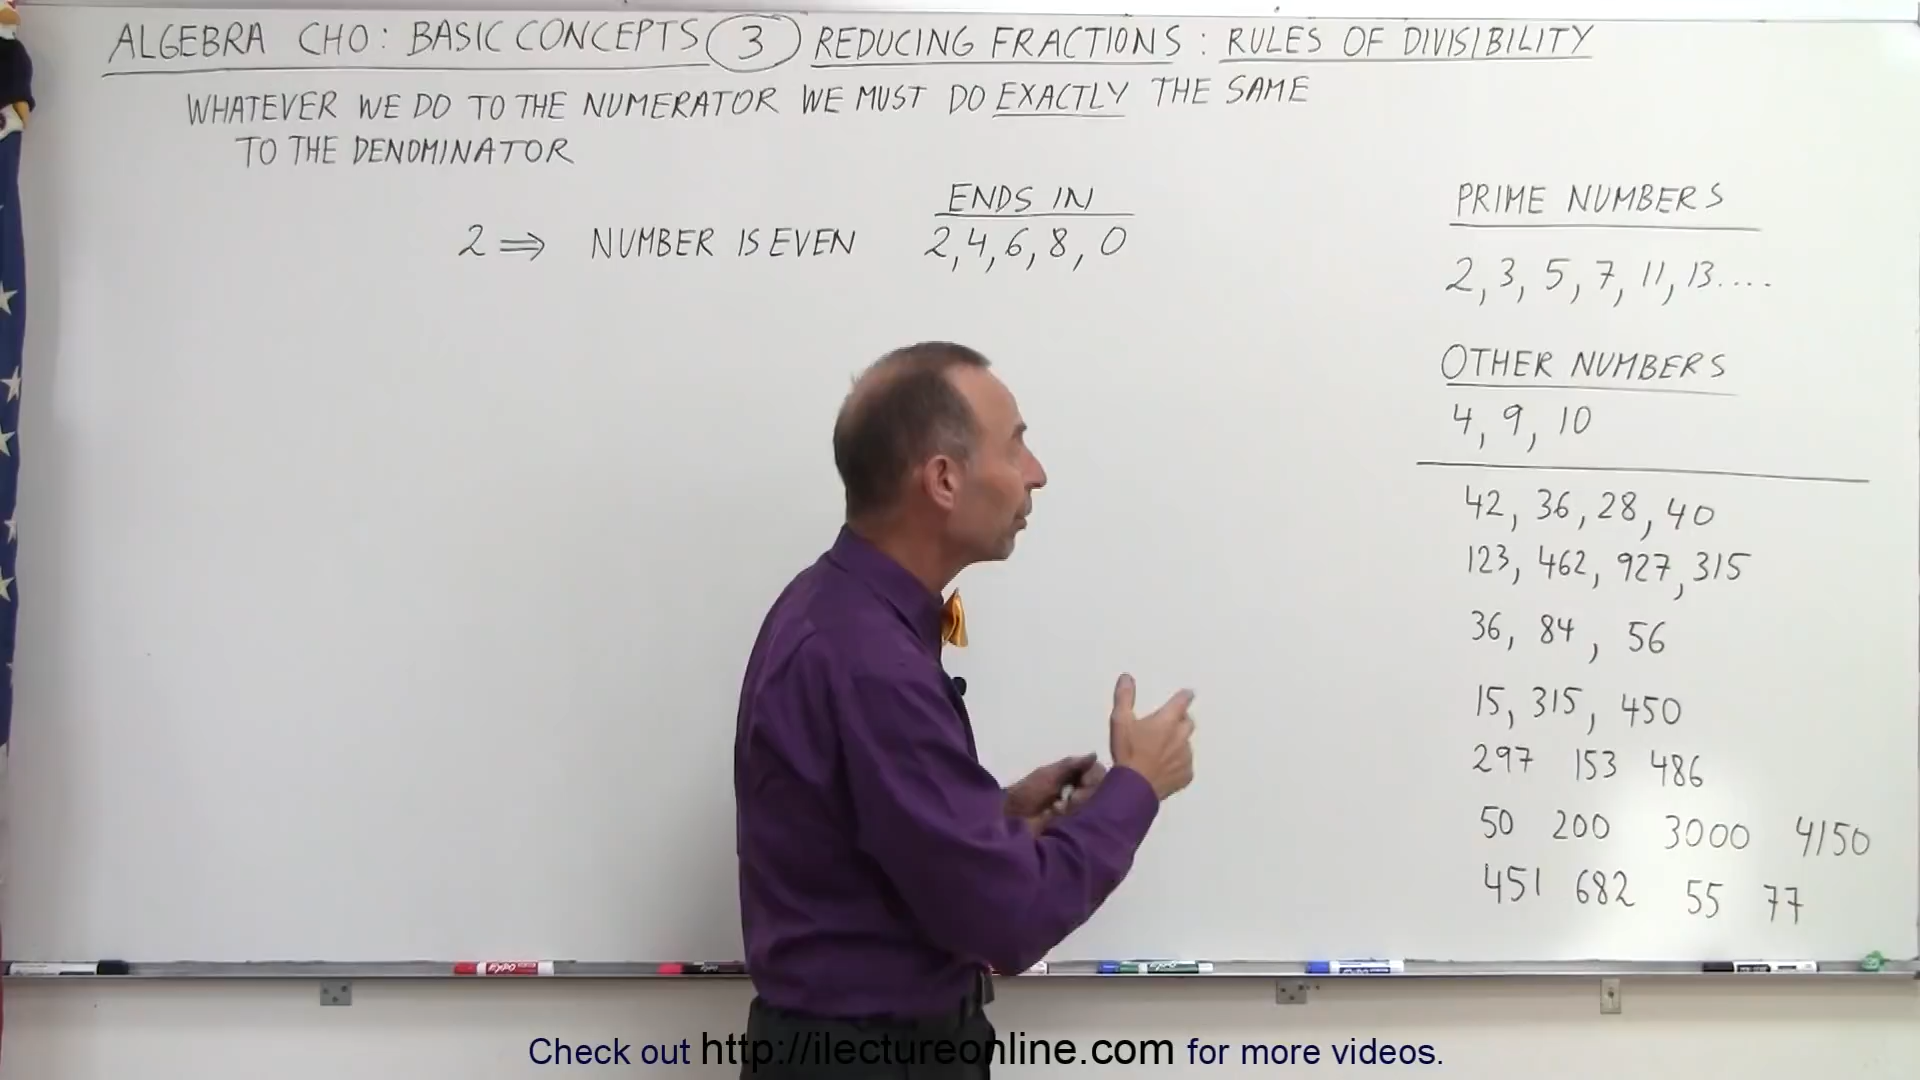 ALGEBRA CH0: BASIC CONCEPTS 3 REDUCING FRACTIONS: RULES OF DIVISIBILITY
WHATEVER WE DO TO THE NUMERATOR WE MUST DO EXACTLY THE SAME
TO THE DENOMINATOR
ENDS IN
2 ⇒ NUMBER IS EVEN 2, 4, 6, 8, 0
PRIME NUMBERS
2, 3, 5, 7, 11, 13....
OTHER NUMBERS
4, 9, 10
42, 36, 28, 40
123, 462, 927, 315
36, 84, 56
15, 315, 450
297 153 486
50 200 3000 4150
451 682 55 77
Check out http://ilectureonline.com for more videos.